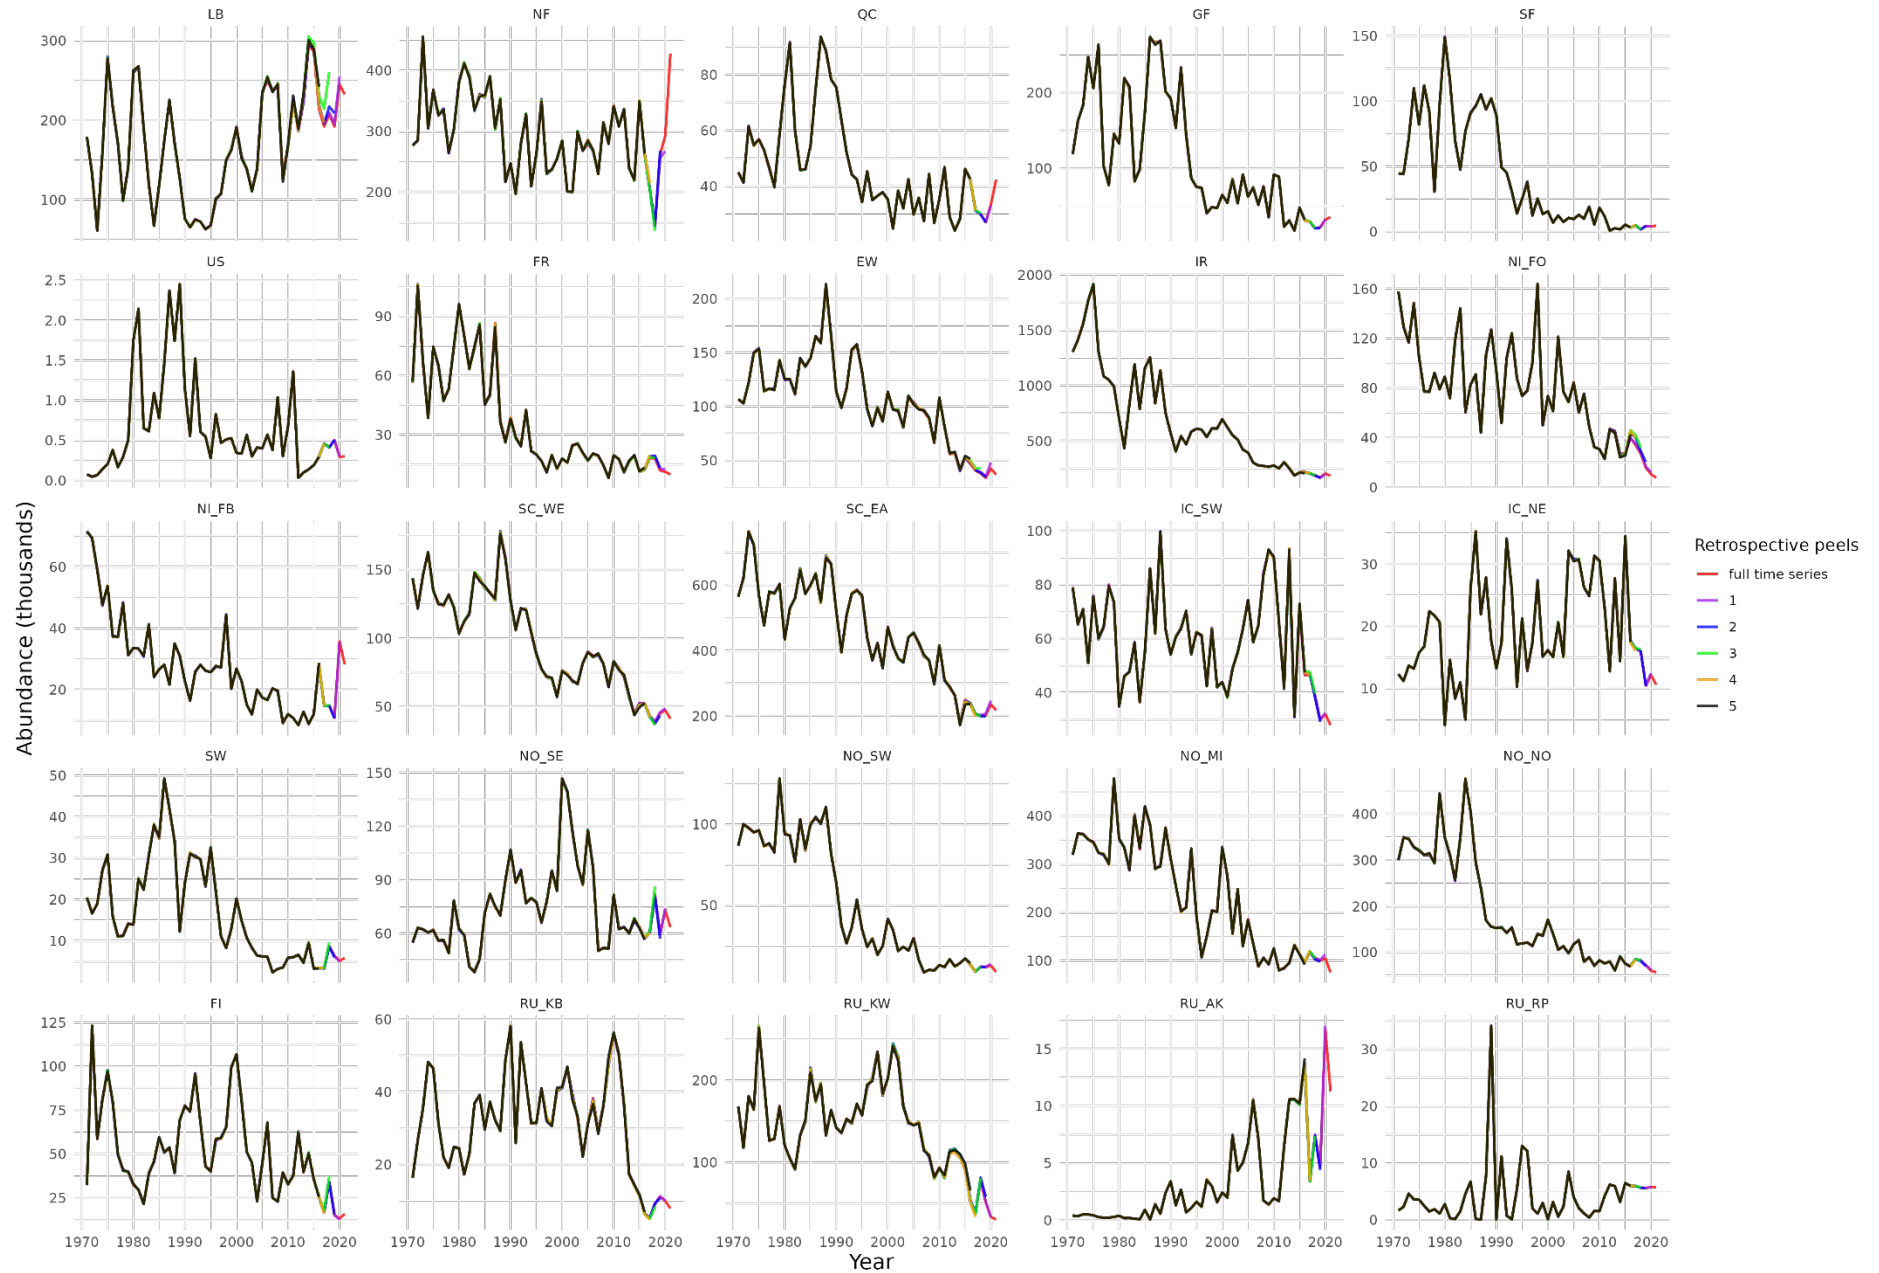 LB NF QC GF SF
300 400 80 200 150
200 300 60 100 100
100 200 40 50
0
US FR EW IR NI_FO
2.5 90 200 2000 160
2.0 60 150 1500 120
1.5 30 100 1000 80
1.0 50 500 40
0.5 0
0.0
NI_FB SC_WE SC_EA IC_SW IC_NE
60 150 600 100 30
40 100 400 80 20
20 50 200 60 10
40
SW NO_SE NO_SW NO_MI NO_NO
50 150 100 400 400
40 120 50 300 300
30 90 200 200
20 60 100 100
10
FI RU_KB RU_KW RU_AK RU_RP
125 60 200 15 30
100 40 100 10 20
75 20 5 10
50 0 0
25
1970 1980 1990 2000 2010 2020 1970 1980 1990 2000 2010 2020 1970 1980 1990 2000 2010 2020 1970 1980 1990 2000 2010 2020 1970 1980 1990 2000 2010 2020
Year
Abundance (thousands)
Retrospective peels
full time series
1
2
3
4
5